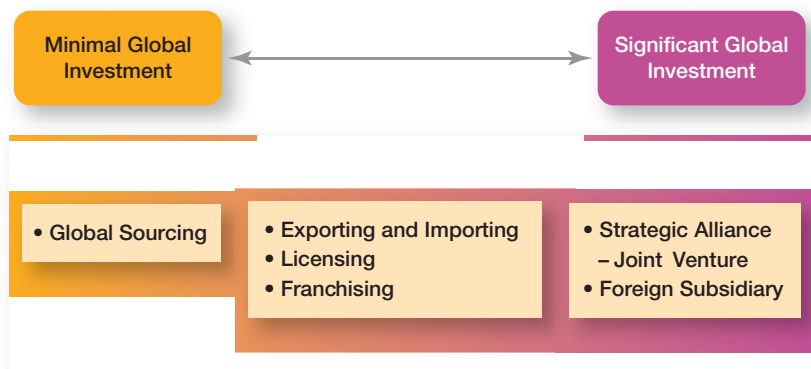 Minimal Global
Investment
Significant Global
Investment
• Global Sourcing
• Exporting and Importing
• Licensing
• Franchising
• Strategic Alliance
– Joint Venture
• Foreign Subsidiary